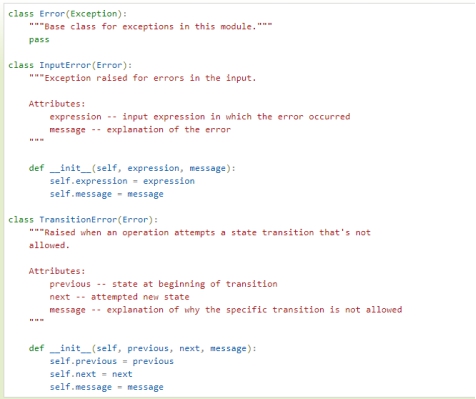 class Error(Exception):
    """Base class for exceptions in this module."""
    pass

class InputError(Error):
    """Exception raised for errors in the input.

    Attributes:
        expression -- input expression in which the error occurred
        message -- explanation of the error
    """

    def __init__(self, expression, message):
        self.expression = expression
        self.message = message

class TransitionError(Error):
    """Raised when an operation attempts a state transition that's not
    allowed.

    Attributes:
        previous -- state at beginning of transition
        next -- attempted new state
        message -- explanation of why the specific transition is not allowed
    """

    def __init__(self, previous, next, message):
        self.previous = previous
        self.next = next
        self.message = message